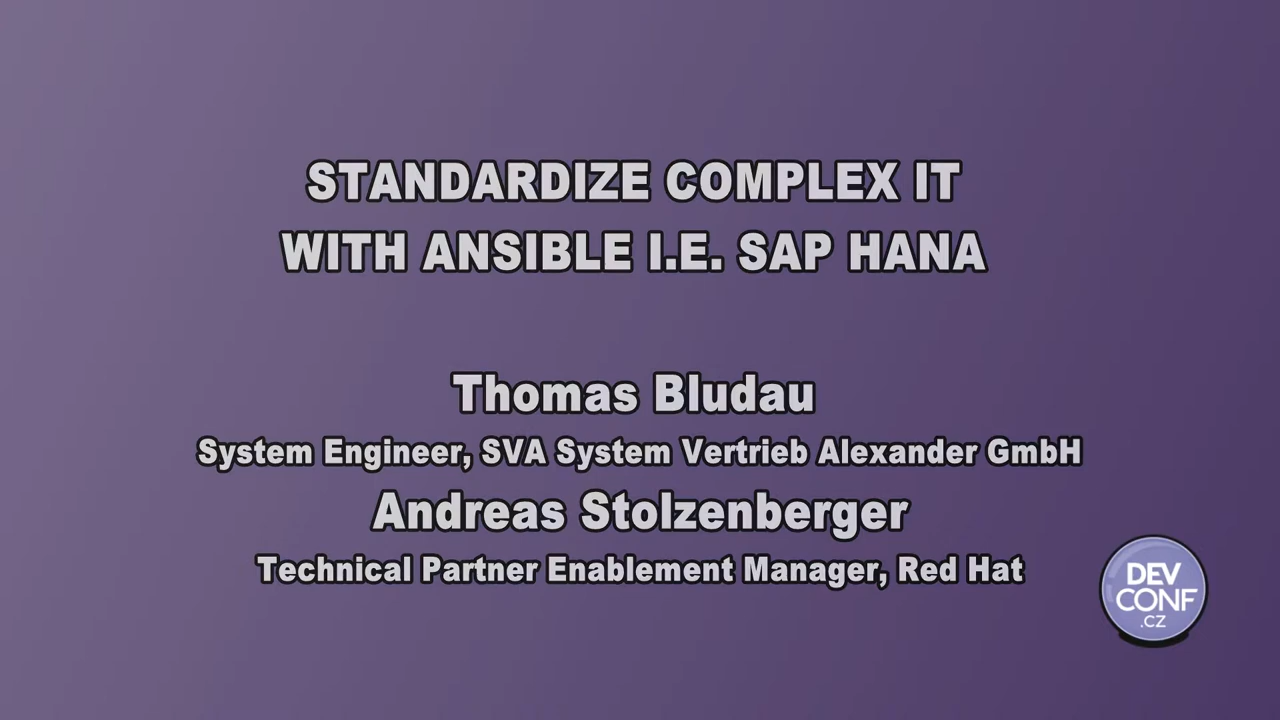 STANDARDIZE COMPLEX IT
WITH ANSIBLE I.E. SAP HANA
Thomas Bludau
System Engineer, SVA System Vertrieb Alexander GmbH
Andreas Stolzenberger
Technical Partner Enablement Manager, Red Hat
DEV
CONF
.CZ